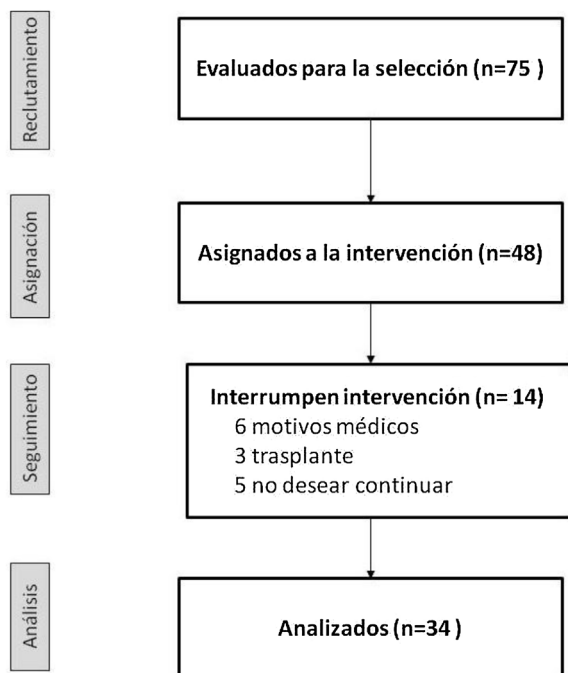 Reclutamiento
Evaluados para la selección (n=75 )
Asignación
Asignados a la intervención (n=48)
Seguimiento
Interrumpen intervención (n= 14)
6 motivos médicos
3 trasplante
5 no desear continuar
Análisis
Analizados (n=34 )